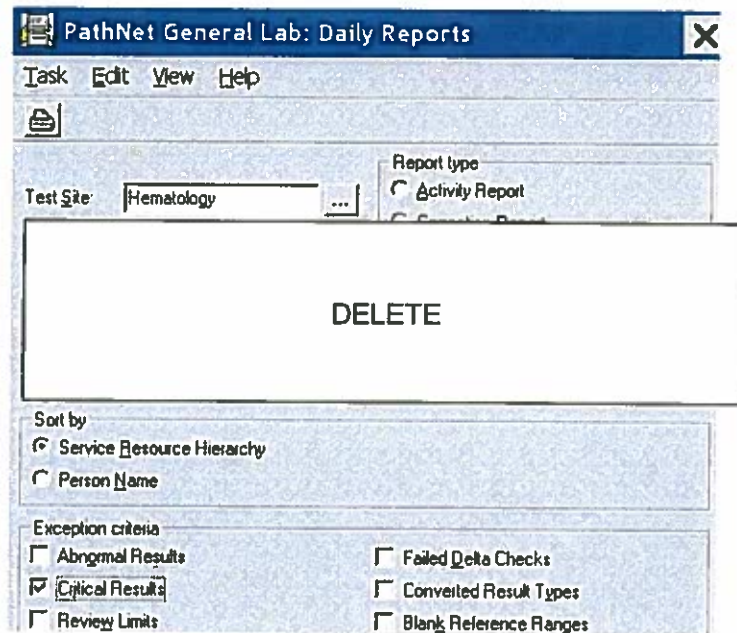 PathNet General Lab: Daily Reports
Task Edit View Help
Report type
Activity Report
Test Site: Hematology ...
DELETE
Sort by
Service Resource Hierarchy
Person Name
Exception criteria
Abnormal Results
Failed Delta Checks
Critical Results
Converted Result Types
Review Limits
Blank Reference Ranges